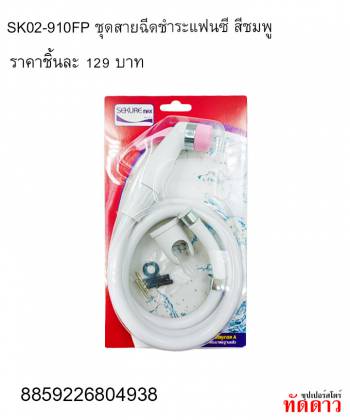 SK02-910FP ชุดสายฉีดชำระแฟนซี สีชมพู
ราคาชิ้นละ 129 บาท
SEKURE max
8859226804938
ซุปเปอร์สโตร์
ทัดดาว